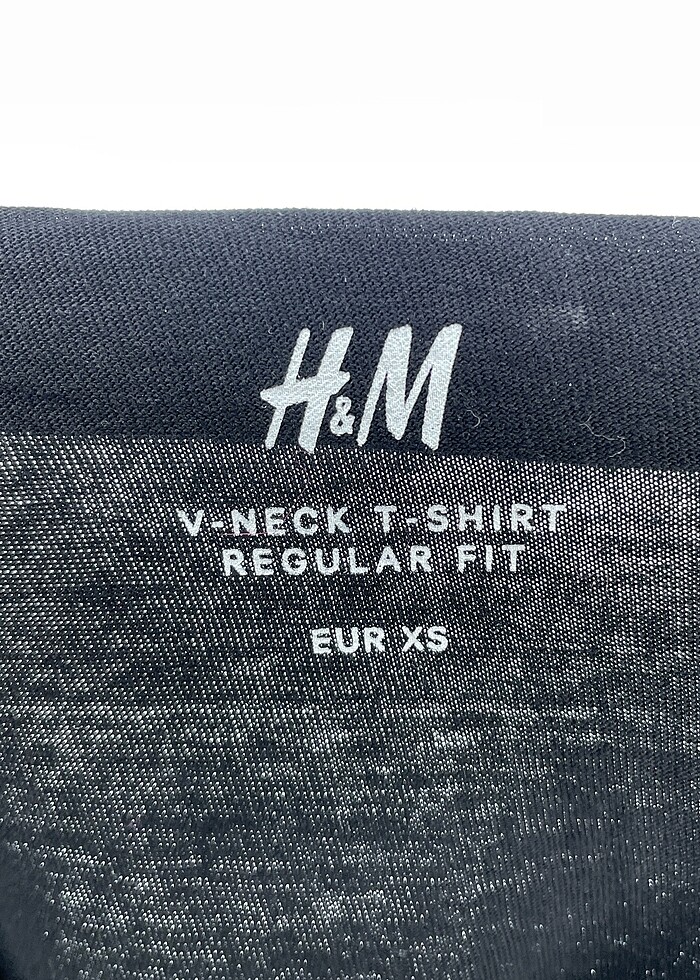 H&M
V-NECK T-SHIRT
REGULAR FIT
EUR XS